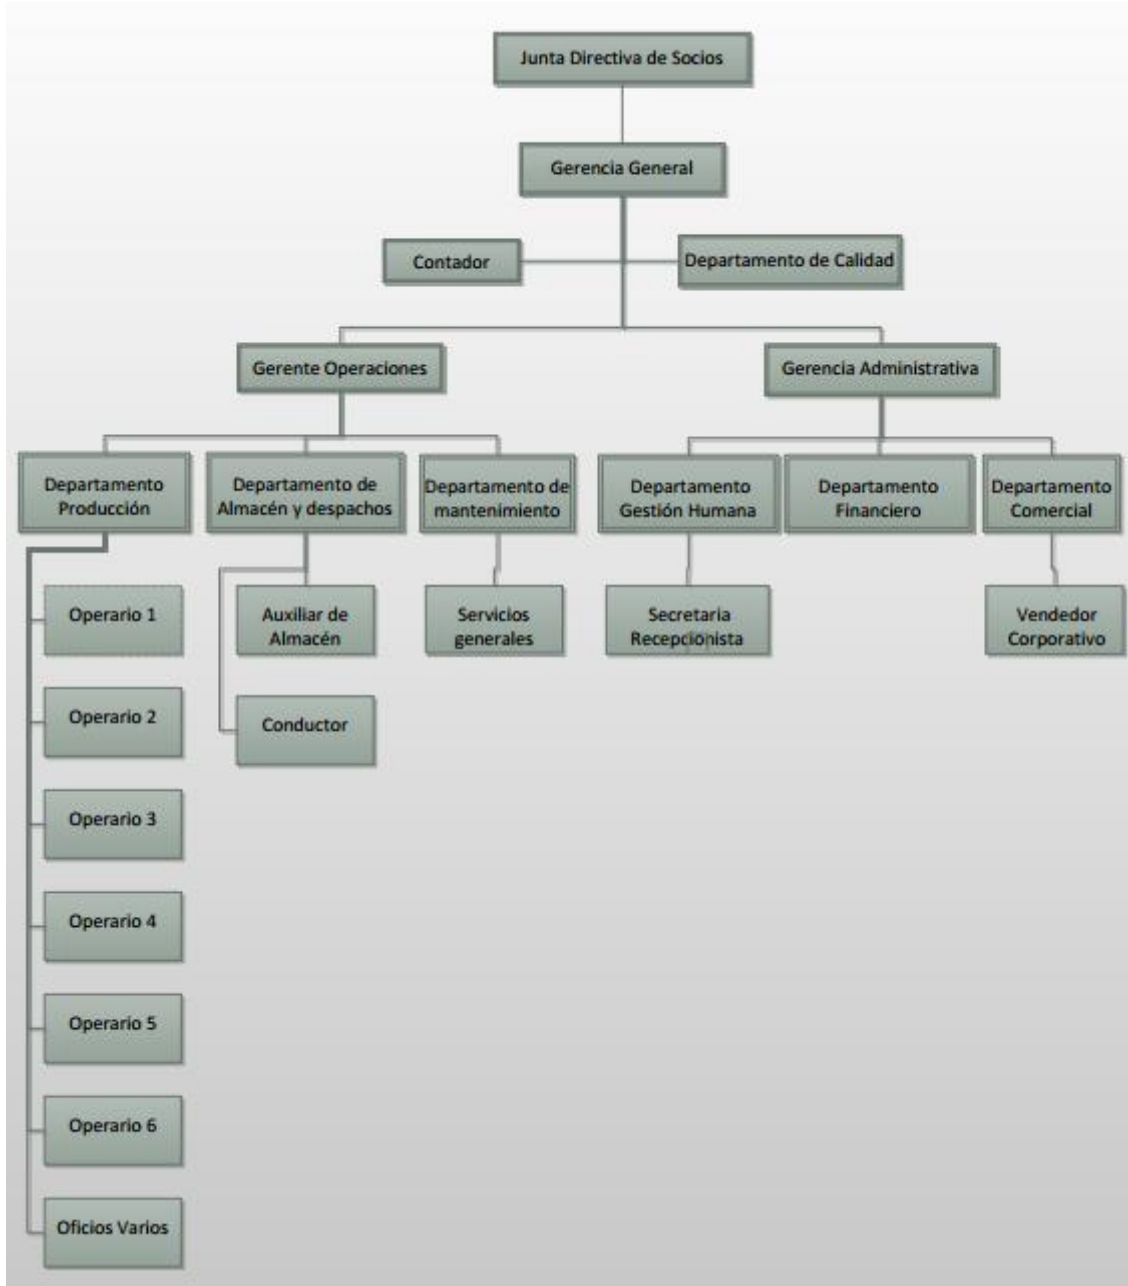 Junta Directiva de Socios
Gerencia General
Contador
Departamento de Calidad
Gerente Operaciones
Gerencia Administrativa
Departamento
Producción
Departamento de
Almacén y despachos
Departamento de
mantenimiento
Departamento
Gestión Humana
Departamento
Financiero
Departamento
Comercial
Operario 1
Auxiliar de
Almacén
Servicios
generales
Secretaria
Recepcionista
Vendedor
Corporativo
Operario 2
Conductor
Operario 3
Operario 4
Operario 5
Operario 6
Oficios Varios